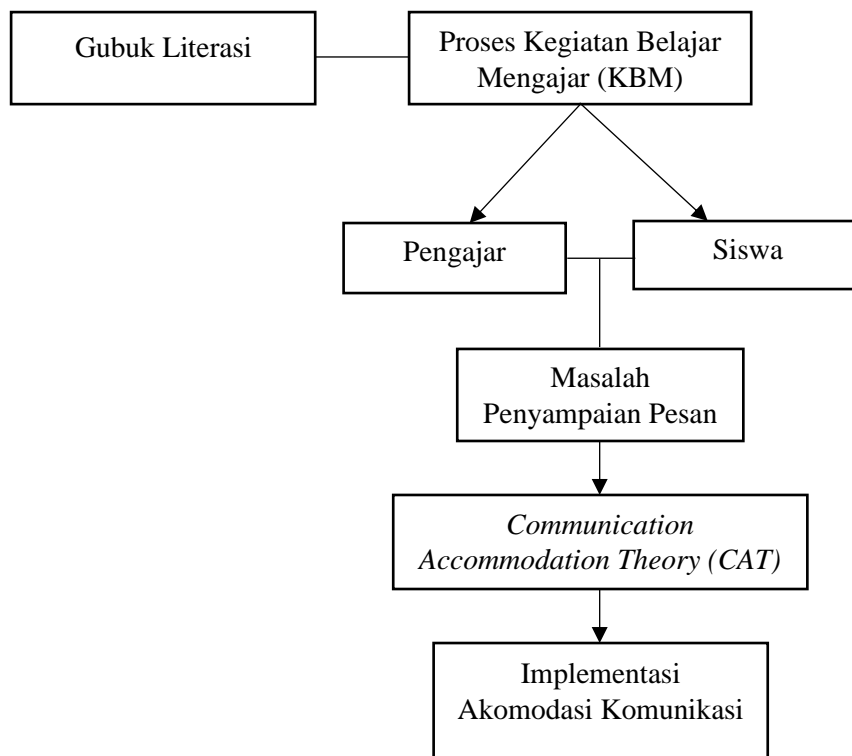 Gubuk Literasi
Proses Kegiatan Belajar
Mengajar (KBM)
Pengajar
Siswa
Masalah
Penyampaian Pesan
Communication
Accommodation Theory (CAT)
Implementasi
Akomodasi Komunikasi